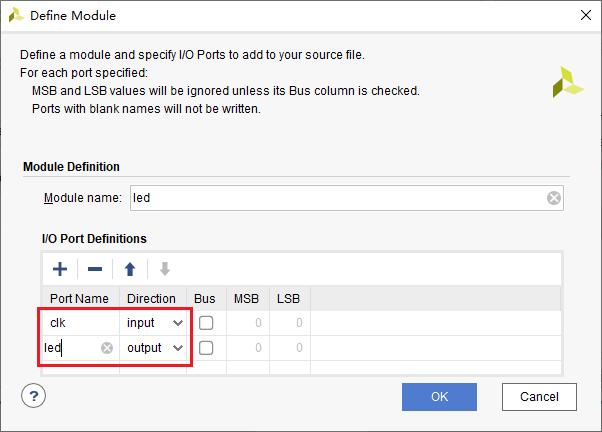 Define Module
Define a module and specify I/O Ports to add to your source file.
For each port specified:
MSB and LSB values will be ignored unless its Bus column is checked.
Ports with blank names will not be written.
Module Definition
Module name: led
I/O Port Definitions
Port Name Direction Bus MSB LSB
clk input 0 0
led output 0 0
? OK Cancel